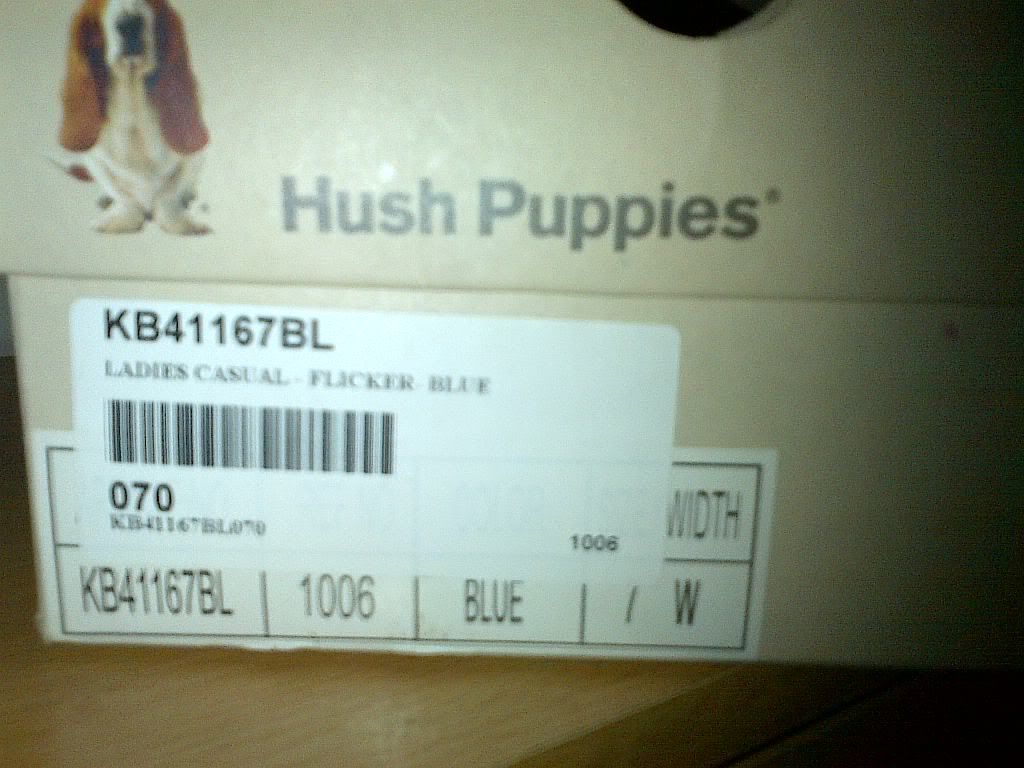 Hush Puppies®
KB41167BL
LADIES CASUAL - FLICKER- BLUE
070
KB41167BL070
1006
WIDTH
KB41167BL 1006 BLUE / W